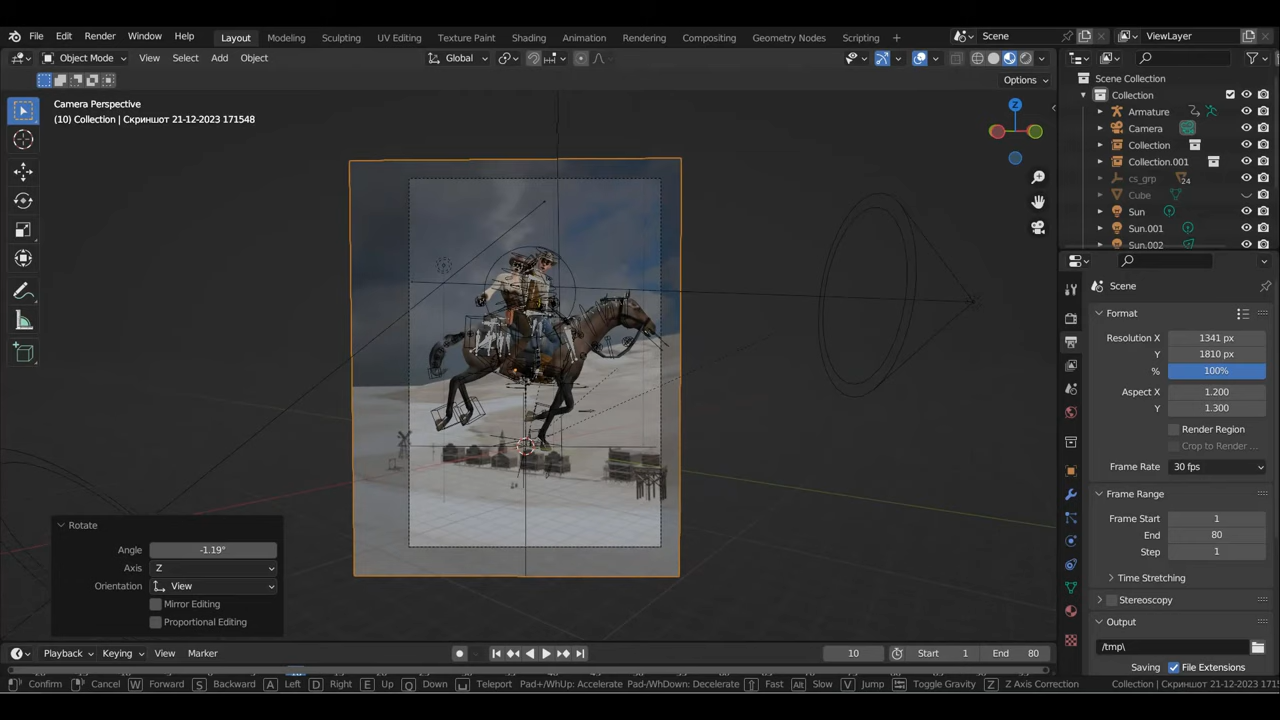 File Edit Render Window Help Layout Modeling Sculpting UV Editing Texture Paint Shading Animation Rendering Compositing Geometry Nodes Scripting + Scene ViewLayer
Object Mode View Select Add Object Global
Options
Camera Perspective
(10) Collection | Скриншот 21-12-2023 171548
Z
Scene Collection
Collection
Armature
Camera
Collection
Collection.001
cs_grp 24
Cube
Sun
Sun.001
Sun.002
Scene
Format
Resolution X 1341 px
Y 1810 px
% 100%
Aspect X 1.200
Y 1.300
Render Region
Crop to Render ...
Frame Rate 30 fps
Frame Range
Frame Start 1
End 80
Step 1
Time Stretching
Stereoscopy
Output
/tmp\
Saving File Extensions
Rotate
Angle -1.19°
Axis Z
Orientation View
Mirror Editing
Proportional Editing
Playback Keying View Marker 10 Start 1 End 80
Confirm Cancel W Forward S Backward A Left D Right E Up Q Down Teleport Pad+/WhUp: Accelerate Pad-/WhDown: Decelerate Fast Alt Slow V Jump Toggle Gravity Z Z Axis Correction Collection | Скриншот 21-12-2023 1715